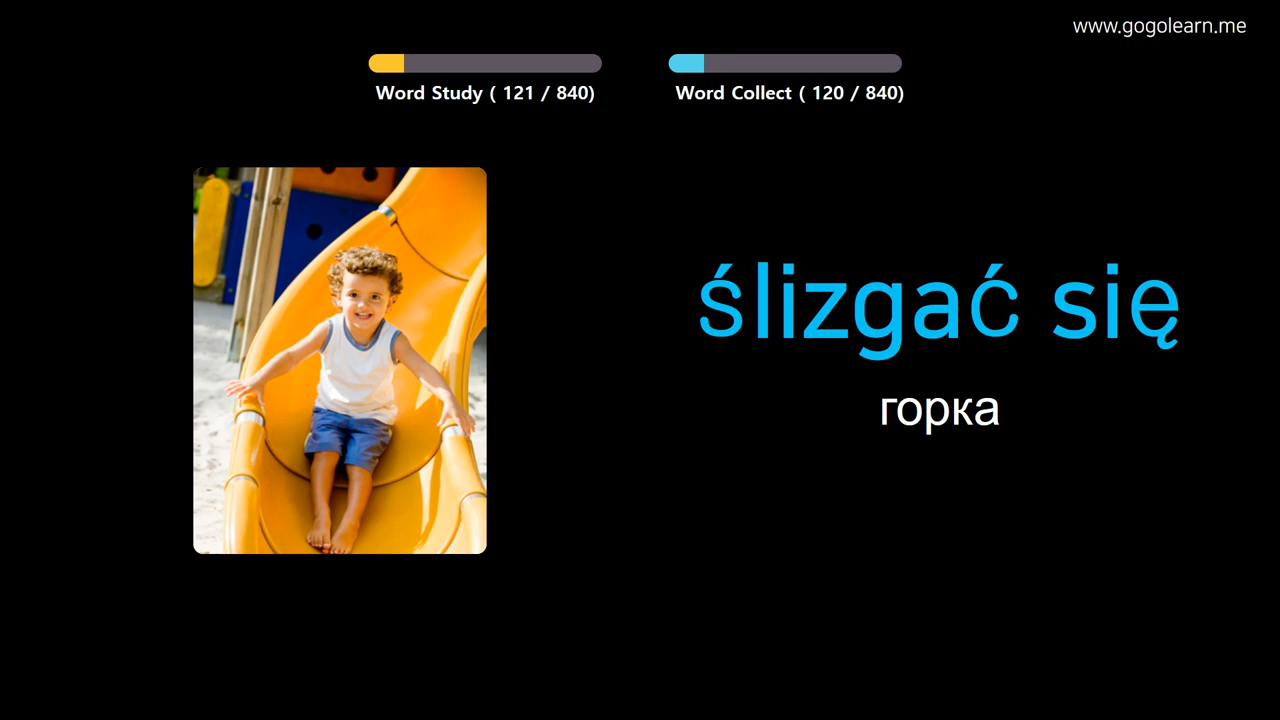 www.gogolearn.me
Word Study ( 121 / 840)
Word Collect ( 120 / 840)
ślizgać się
горка